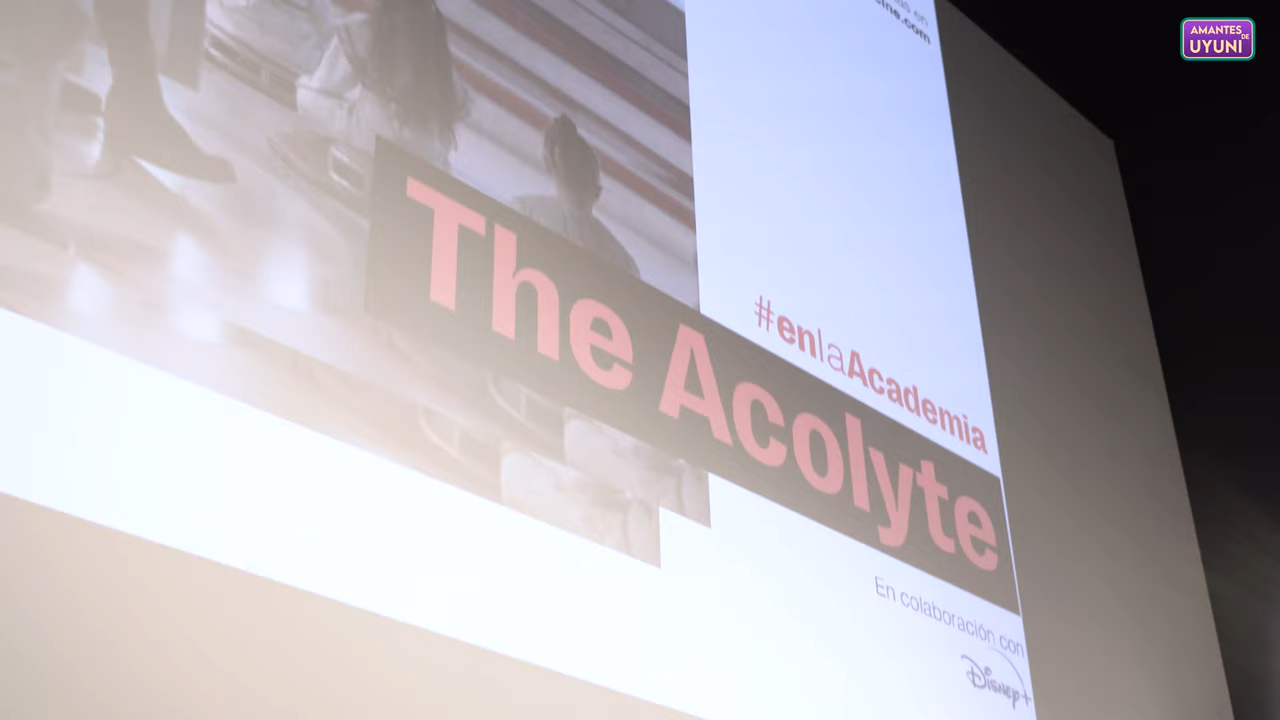 AMANTES DE
UYUNI
The Acolyte
#enlaAcademia
En colaboración con
Disney+